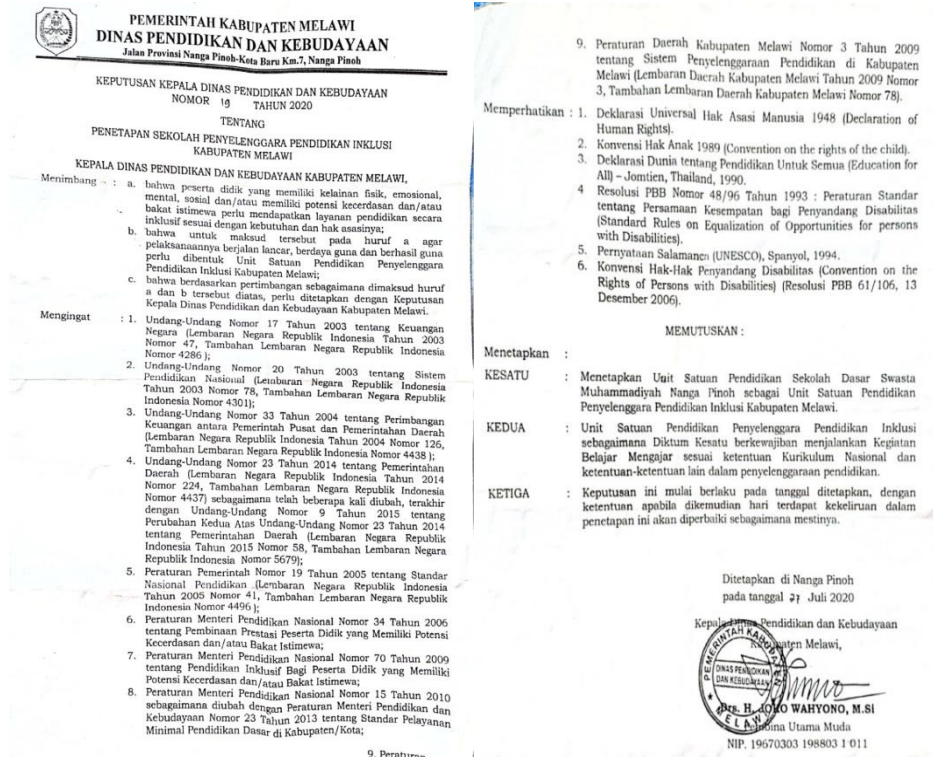 PEMERINTAH KABUPATEN MELAWI
DINAS PENDIDIKAN DAN KEBUDAYAAN
Jalan Provinsi Nanga Pinoh-Kota Baru Km.7, Nanga Pinoh
KEPUTUSAN KEPALA DINAS PENDIDIKAN DAN KEBUDAYAAN
NOMOR 19 TAHUN 2020
TENTANG
PENETAPAN SEKOLAH PENYELENGGARA PENDIDIKAN INKLUSI
KABUPATEN MELAWI
KEPALA DINAS PENDIDIKAN DAN KEBUDAYAAN KABUPATEN MELAWI,
Menimbang : a. bahwa peserta didik yang memiliki kelainan fisik, emosional,
mental, sosial dan/atau memiliki potensi kecerdasan dan/atau
bakat istimewa perlu mendapatkan layanan pendidikan secara
inklusif sesuai dengan kebutuhan dan hak asasinya;
b. bahwa untuk maksud tersebut pada huruf a agar
pelaksanaannya berjalan lancar, berdaya guna dan berhasil guna
perlu dibentuk Unit Satuan Pendidikan Penyelenggara
Pendidikan Inklusi Kabupaten Melawi;
c. bahwa berdasarkan pertimbangan sebagaimana dimaksud huruf
a dan b tersebut diatas, perlu ditetapkan dengan Keputusan
Kepala Dinas Pendidikan dan Kebudayaan Kabupaten Melawi.
Mengingat : 1. Undang-Undang Nomor 17 Tahun 2003 tentang Keuangan
Negara (Lembaran Negara Republik Indonesia Tahun 2003
Nomor 47, Tambahan Lembaran Negara Republik Indonesia
Nomor 4286 );
2. Undang-Undang Nomor 20 Tahun 2003 tentang Sistem
Pendidikan Nasional (Lembaran Negara Republik Indonesia
Tahun 2003 Nomor 78, Tambahan Lembaran Negara Republik
Indonesia Nomor 4301);
3. Undang-Undang Nomor 33 Tahun 2004 tentang Perimbangan
Keuangan antara Pemerintah Pusat dan Pemerintahan Daerah
(Lembaran Negara Republik Indonesia Tahun 2004 Nomor 126,
Tambahan Lembaran Negara Republik Indonesia Nomor 4438 );
4. Undang-Undang Nomor 23 Tahun 2014 tentang Pemerintahan
Daerah (Lembaran Negara Republik Indonesia Tahun 2014
Nomor 224, Tambahan Lembaran Negara Republik Indonesia
Nomor 4437) sebagaimana telah beberapa kali diubah, terakhir
dengan Undang-Undang Nomor 9 Tahun 2015 tentang
Perubahan Kedua Atas Undang-Undang Nomor 23 Tahun 2014
tentang Pemerintahan Daerah (Lembaran Negara Republik
Indonesia Tahun 2015 Nomor 58, Tambahan Lembaran Negara
Republik Indonesia Nomor 5679);
5. Peraturan Pemerintah Nomor 19 Tahun 2005 tentang Standar
Nasional Pendidikan (Lembaran Negara Republik Indonesia
Tahun 2005 Nomor 41, Tambahan Lembaran Negara Republik
Indonesia Nomor 4496 );
6. Peraturan Menteri Pendidikan Nasional Nomor 34 Tahun 2006
tentang Pembinaan Prestasi Peserta Didik yang Memiliki Potensi
Kecerdasan dan/atau Bakat Istimewa;
7. Peraturan Menteri Pendidikan Nasional Nomor 70 Tahun 2009
tentang Pendidikan Inklusif Bagi Peserta Didik yang Memiliki
Potensi Kecerdasan dan/atau Bakat Istimewa;
8. Peraturan Menteri Pendidikan Nasional Nomor 15 Tahun 2010
sebagaimana diubah dengan Peraturan Menteri Pendidikan dan
Kebudayaan Nomor 23 Tahun 2013 tentang Standar Pelayanan
Minimal Pendidikan Dasar di Kabupaten/Kota;
9. Peraturan
9. Peraturan Daerah Kabupaten Melawi Nomor 3 Tahun 2009
tentang Sistem Penyelenggaraan Pendidikan di Kabupaten
Melawi (Lembaran Daerah Kabupaten Melawi Tahun 2009 Nomor
3, Tambahan Lembaran Daerah Kabupaten Melawi Nomor 78).
Memperhatikan : 1. Deklarasi Universal Hak Asasi Manusia 1948 (Declaration of
Human Rights).
2. Konvensi Hak Anak 1989 (Convention on the rights of the child).
3. Deklarasi Dunia tentang Pendidikan Untuk Semua (Education for
All) – Jomtien, Thailand, 1990.
4 Resolusi PBB Nomor 48/96 Tahun 1993 : Peraturan Standar
tentang Persamaan Kesempatan bagi Penyandang Disabilitas
(Standard Rules on Equalization of Opportunities for persons
with Disabilities).
5. Pernyataan Salamanca (UNESCO), Spanyol, 1994.
6. Konvensi Hak-Hak Penyandang Disabilitas (Convention on the
Rights of Persons with Disabilities) (Resolusi PBB 61/106, 13
Desember 2006).
MEMUTUSKAN :
Menetapkan :
KESATU : Menetapkan Unit Satuan Pendidikan Sekolah Dasar Swasta
Muhammadiyah Nanga Pinoh sebagai Unit Satuan Pendidikan
Penyelenggara Pendidikan Inklusi Kabupaten Melawi.
KEDUA : Unit Satuan Pendidikan Penyelenggara Pendidikan Inklusi
sebagaimana Diktum Kesatu berkewajiban menjalankan Kegiatan
Belajar Mengajar sesuai ketentuan Kurikulum Nasional dan
ketentuan-ketentuan lain dalam penyelenggaraan pendidikan.
KETIGA : Keputusan ini mulai berlaku pada tanggal ditetapkan, dengan
ketentuan apabila dikemudian hari terdapat kekeliruan dalam
penetapan ini akan diperbaiki sebagaimana mestinya.
Ditetapkan di Nanga Pinoh
pada tanggal 27 Juli 2020
Kepala Dinas Pendidikan dan Kebudayaan
Kabupaten Melawi,
PEMERINTAH KABUPATEN
DINAS PENDIDIKAN
DAN KEBUDAYAAN
MELAWI
Drs. H. JOKO WAHYONO, M.Si
Pembina Utama Muda
NIP. 19670303 198803 1 011